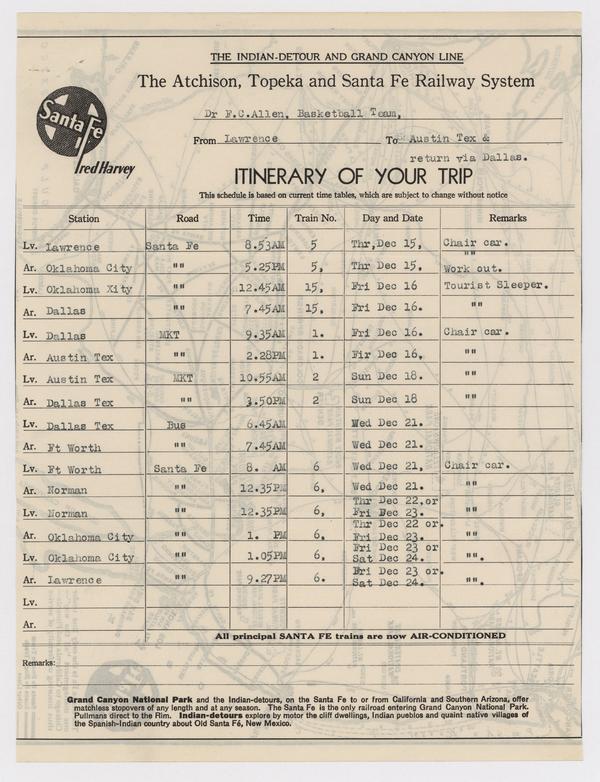 THE INDIAN-DETOUR AND GRAND CANYON LINE
The Atchison, Topeka and Santa Fe Railway System
Santa Fe
Fred Harvey
Dr F.C.Allen, Basketball Team,
From Lawrence To Austin Tex &
return via Dallas.
ITINERARY OF YOUR TRIP
This schedule is based on current time tables, which are subject to change without notice
Station Road Time Train No. Day and Date Remarks
Lv. Lawrence Santa Fe 8.53AM 5 Thr,Dec 15, Chair car.
""
Ar. Oklahoma City "" 5.25PM 5, Thr Dec 15, Work out.
Lv. Oklahoma Xity "" 12.45AM 15, Fri Dec 16 Tourist Sleeper.
Ar. Dallas "" 7.45AM 15, Fri Dec 16. ""
Lv. Dallas MKT 9.35AM 1. Fri Dec 16. Chair car.
Ar. Austin Tex "" 2.28PM 1. Fir Dec 16, ""
Lv. Austin Tex MKT 10.55AM 2 Sun Dec 18. ""
Ar. Dallas Tex "" 3.50PM 2 Sun Dec 18 ""
Lv. Dallas Tex Bus 6.45AM Wed Dec 21.
Ar. Ft Worth "" 7.45AM Wed Dec 21.
Lv. Ft Worth Santa Fe 8. AM 6 Wed Dec 21, Chair car.
Ar. Norman "" 12.35PM 6, Wed Dec 21. ""
Thr Dec 22,or
Lv. Norman "" 12.35PM 6, Fri Dec 23. ""
Thr Dec 22 or.
Ar. Oklahoma City "" 1. PM 6, Fri Dec 23. ""
Fri Dec 23 or
Lv. Oklahoma City "" 1.05PM 6, Sat Dec 24. "".
Fri Dec 23 or.
Ar. Lawrence "" 9.27PM 6. Sat Dec 24. "".
Lv.
Ar.
All principal SANTA FE trains are now AIR-CONDITIONED
Remarks:
Grand Canyon National Park and the Indian-detours, on the Santa Fe to or from California and Southern Arizona, offer
matchless stopovers of any length and at any season. The Santa Fe is the only railroad entering Grand Canyon National Park.
Pullmans direct to the Rim. Indian-detours explore by motor the cliff dwellings, Indian pueblos and quaint native villages of
the Spanish-Indian country about Old Santa Fé, New Mexico.